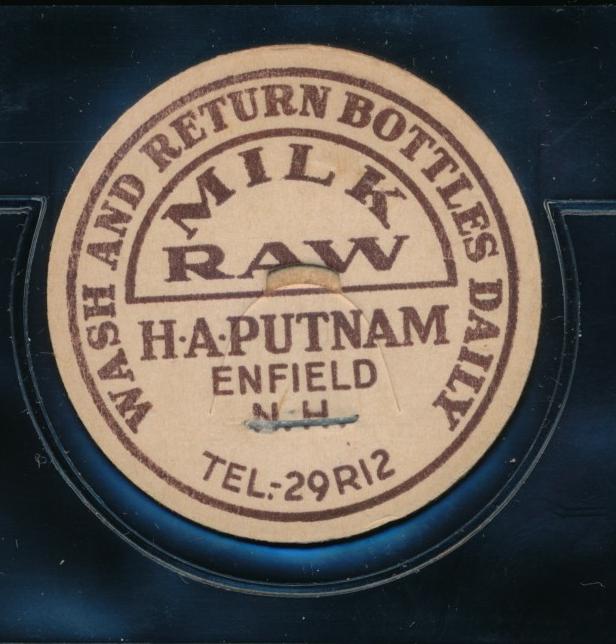 WASH AND RETURN BOTTLES DAILY
MILK
RAW
H·A·PUTNAM
ENFIELD
N.H.
TEL:-29R12